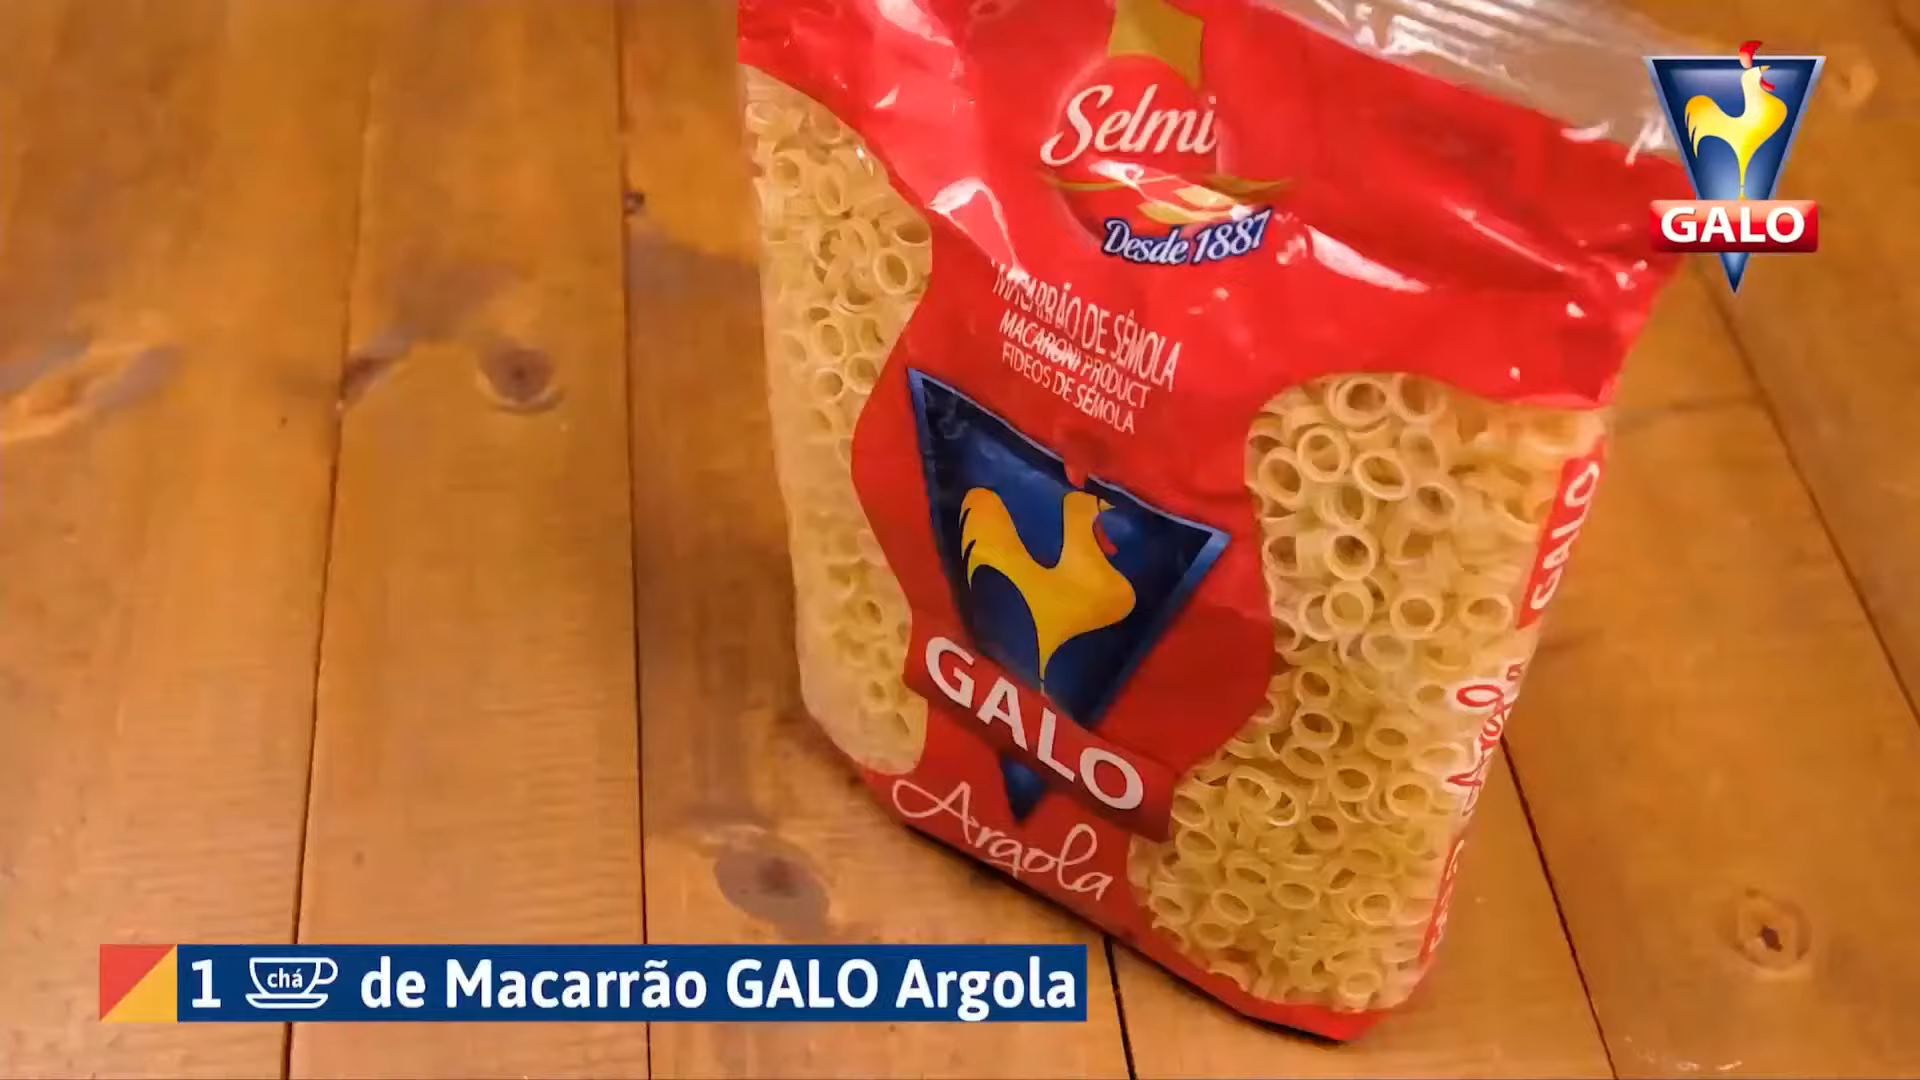 Selmi
Desde 1887
MACARRÃO DE SÊMOLA
MACARONI PRODUCT
FIDEOS DE SÉMOLA
GALO
Argola
GALO
GALO
Argola
1 chá de Macarrão GALO Argola